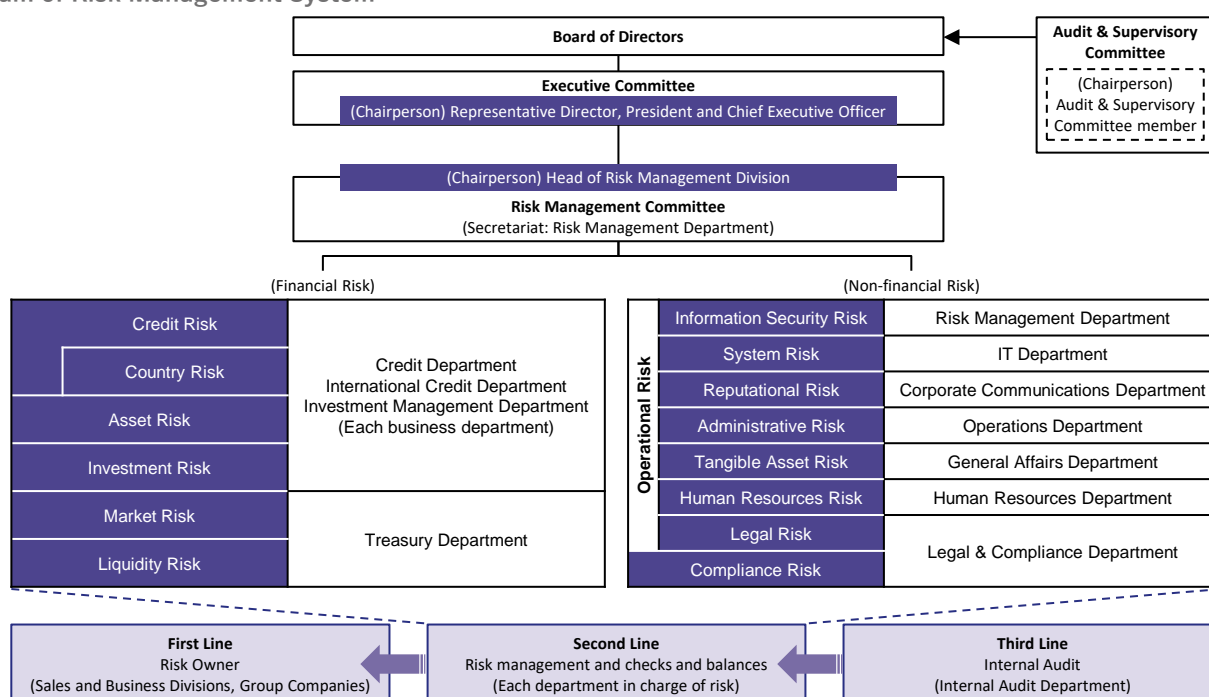 Risk Management System
Board of Directors
Audit & Supervisory
Committee
(Chairperson)
Audit & Supervisory
Committee member
Executive Committee
(Chairperson) Representative Director, President and Chief Executive Officer
(Chairperson) Head of Risk Management Division
Risk Management Committee
(Secretariat: Risk Management Department)
(Financial Risk)
Credit Risk
Country Risk
Asset Risk
Investment Risk
Market Risk
Liquidity Risk
Credit Department
International Credit Department
Investment Management Department
(Each business department)
Treasury Department
(Non-financial Risk)
Operational Risk
Information Security Risk
Risk Management Department
System Risk
IT Department
Reputational Risk
Corporate Communications Department
Administrative Risk
Operations Department
Tangible Asset Risk
General Affairs Department
Human Resources Risk
Human Resources Department
Legal Risk
Compliance Risk
Legal & Compliance Department
First Line
Risk Owner
(Sales and Business Divisions, Group Companies)
Second Line
Risk management and checks and balances
(Each department in charge of risk)
Third Line
Internal Audit
(Internal Audit Department)